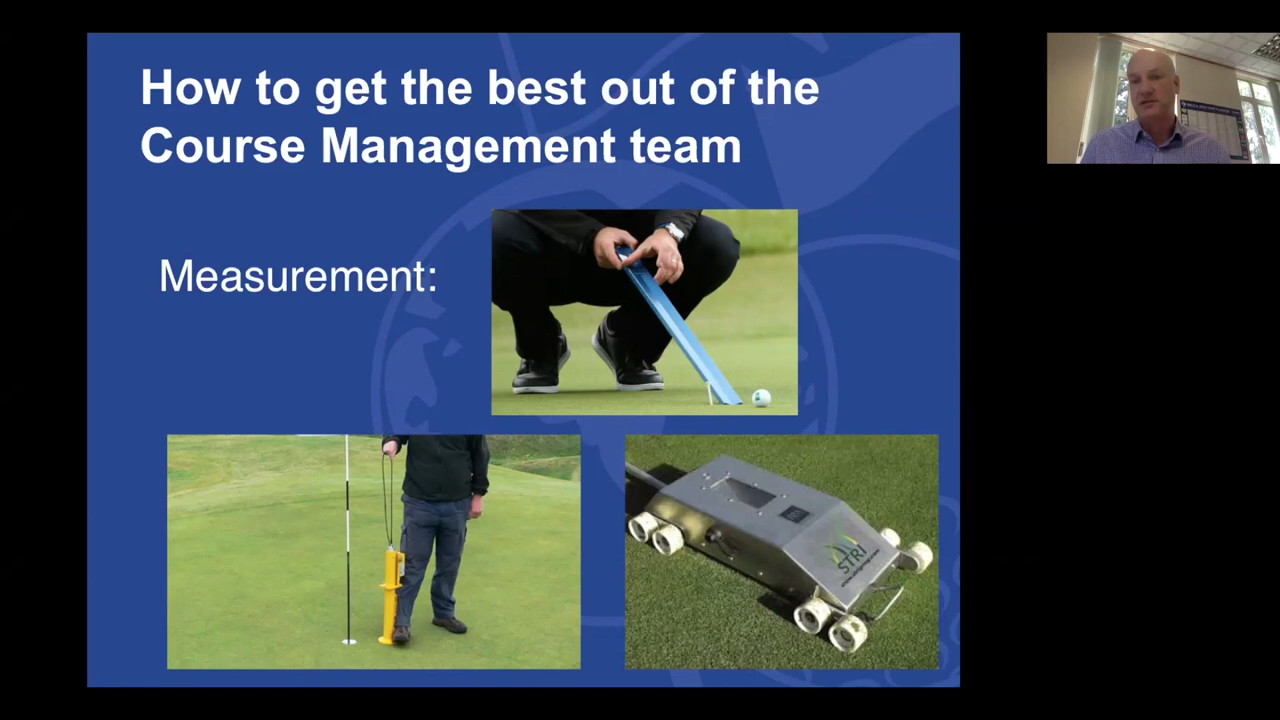 How to get the best out of the
Course Management team
Measurement:
STRI